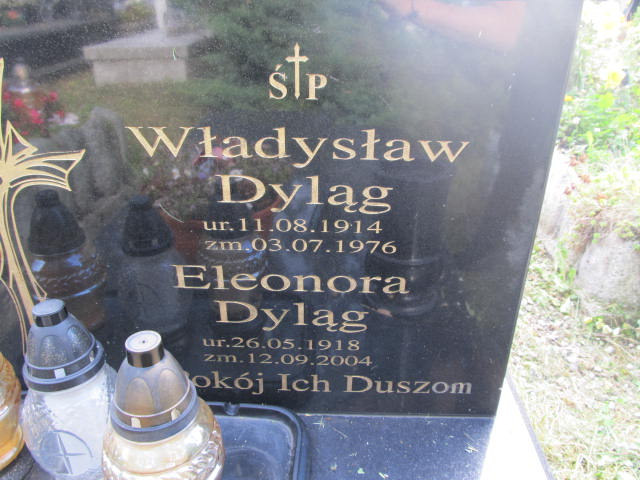 Ś P
Władysław
Dyląg
ur.11.08.1914
zm.03.07.1976
Eleonora
Dyląg
ur.26.05.1918
zm.12.09.2004
Pokój Ich Duszom